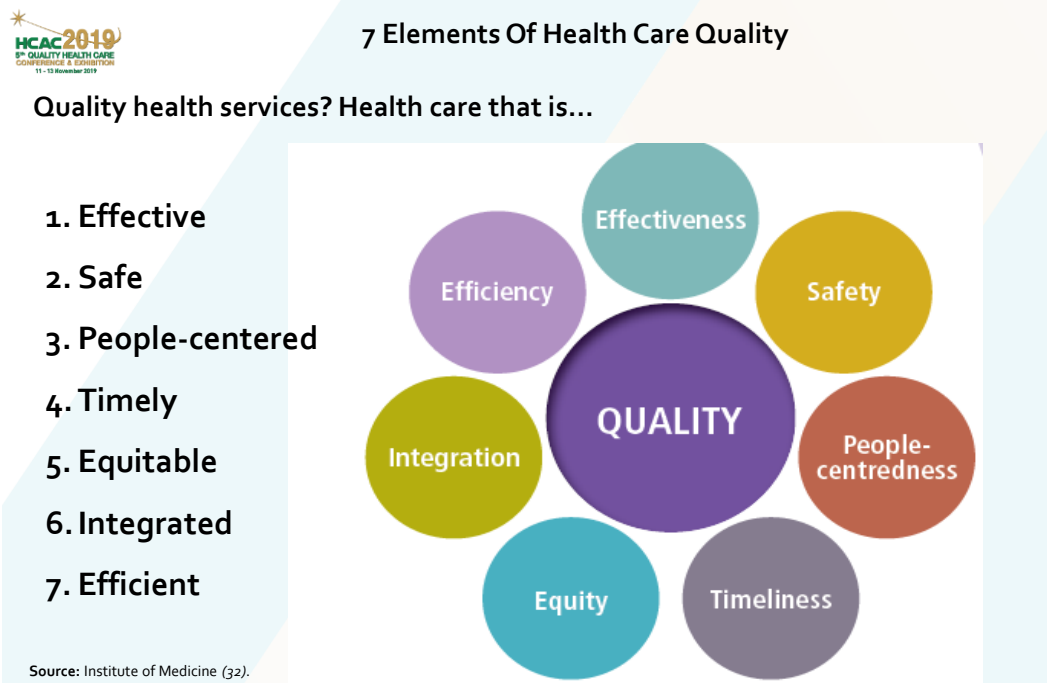 HCAC2019
5th QUALITY HEALTH CARE
CONFERENCE & EXHIBITION
11 - 13 November 2019
7 Elements Of Health Care Quality
Quality health services? Health care that is...
1. Effective
2. Safe
3. People-centered
4. Timely
5. Equitable
6. Integrated
7. Efficient
Effectiveness
Efficiency
Safety
QUALITY
Integration
People-
centredness
Equity
Timeliness
Source: Institute of Medicine (32).